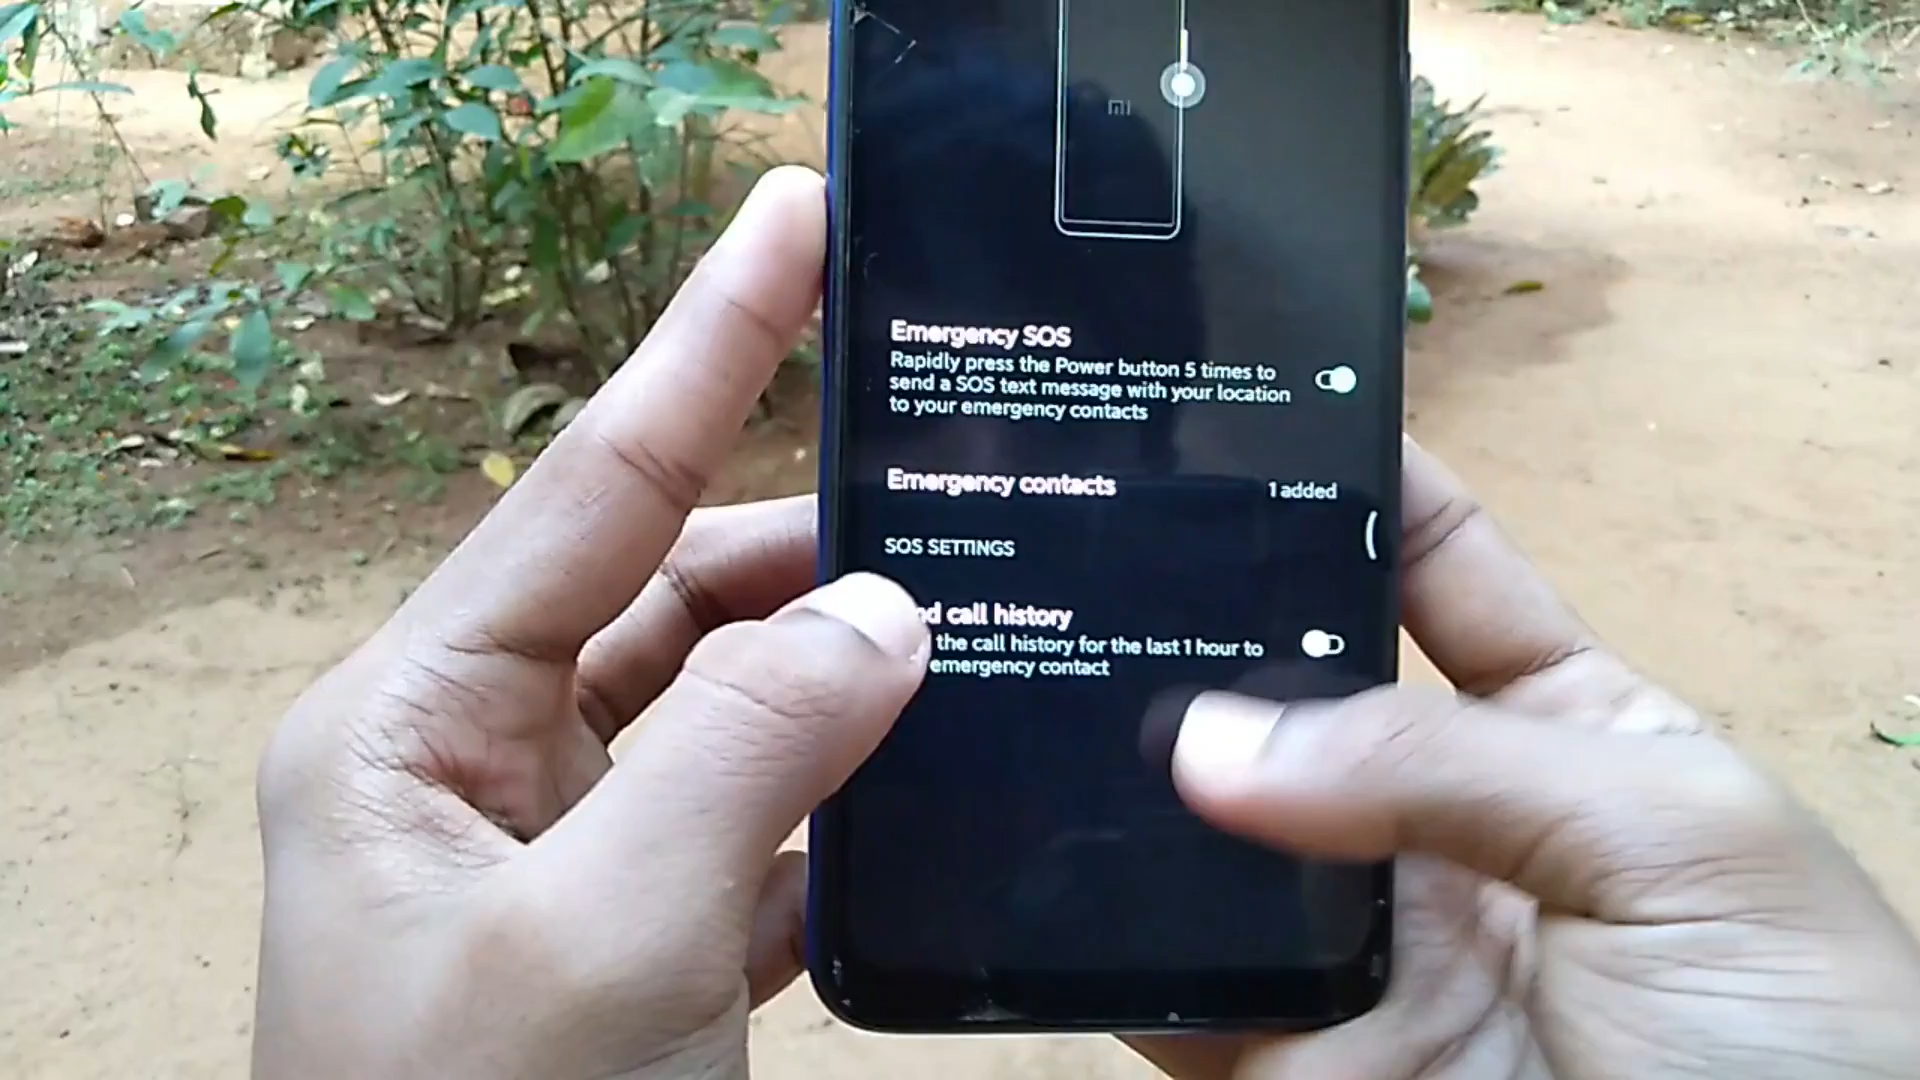 mi
Emergency SOS
Rapidly press the Power button 5 times to
send a SOS text message with your location
to your emergency contacts
Emergency contacts
1 added
SOS SETTINGS
call history
the call history for the last 1 hour to
emergency contact